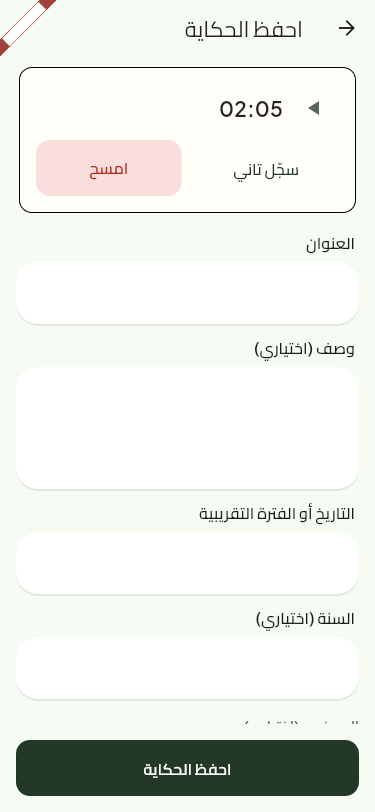 احفظ الحكاية
02:05
سجّل تاني
امسح
العنوان
وصف (اختياري)
التاريخ أو الفترة التقريبية
السنة (اختياري)
احفظ الحكاية